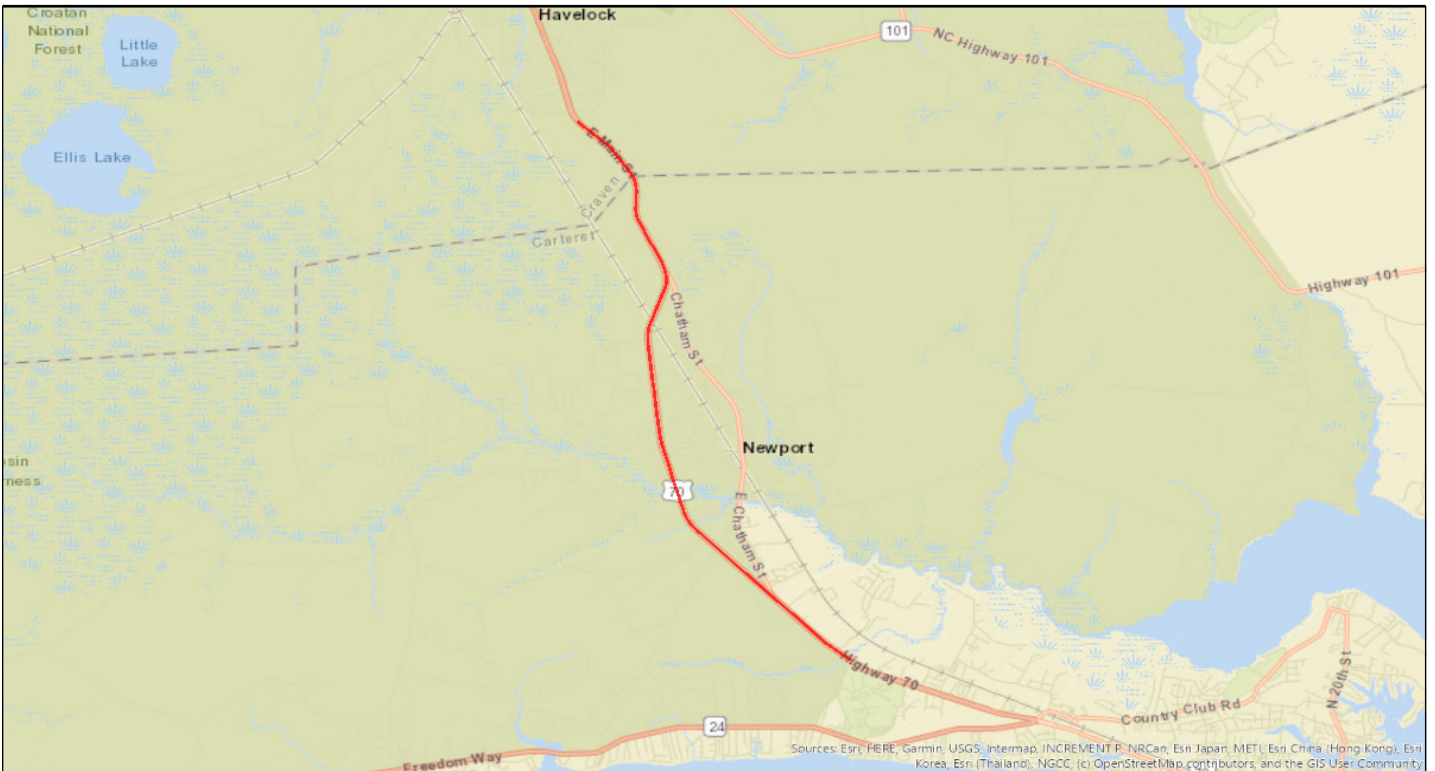 Croatan
National
Forest
Little
Lake
Havelock
101
NC Highway 101
Ellis Lake
E Main St
Craven
Carteret
Highway 101
Chatham St
Newport
osin
ness
70
E Chatham St
Highway 70
N 20th St
Country Club Rd
24
Freedom Way
Sources: Esri, HERE, Garmin, USGS, Intermap, INCREMENT P, NRCan, Esri Japan, METI, Esri China (Hong Kong), Esri
Korea, Esri (Thailand), NGCC, (c) OpenStreetMap contributors, and the GIS User Community